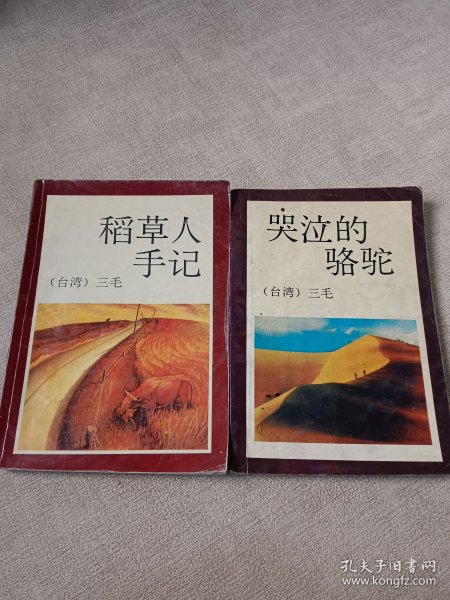 稻草人
手记
（台湾）三毛
哭泣的
骆驼
（台湾）三毛
孔夫子旧书网
www.kongfz.com